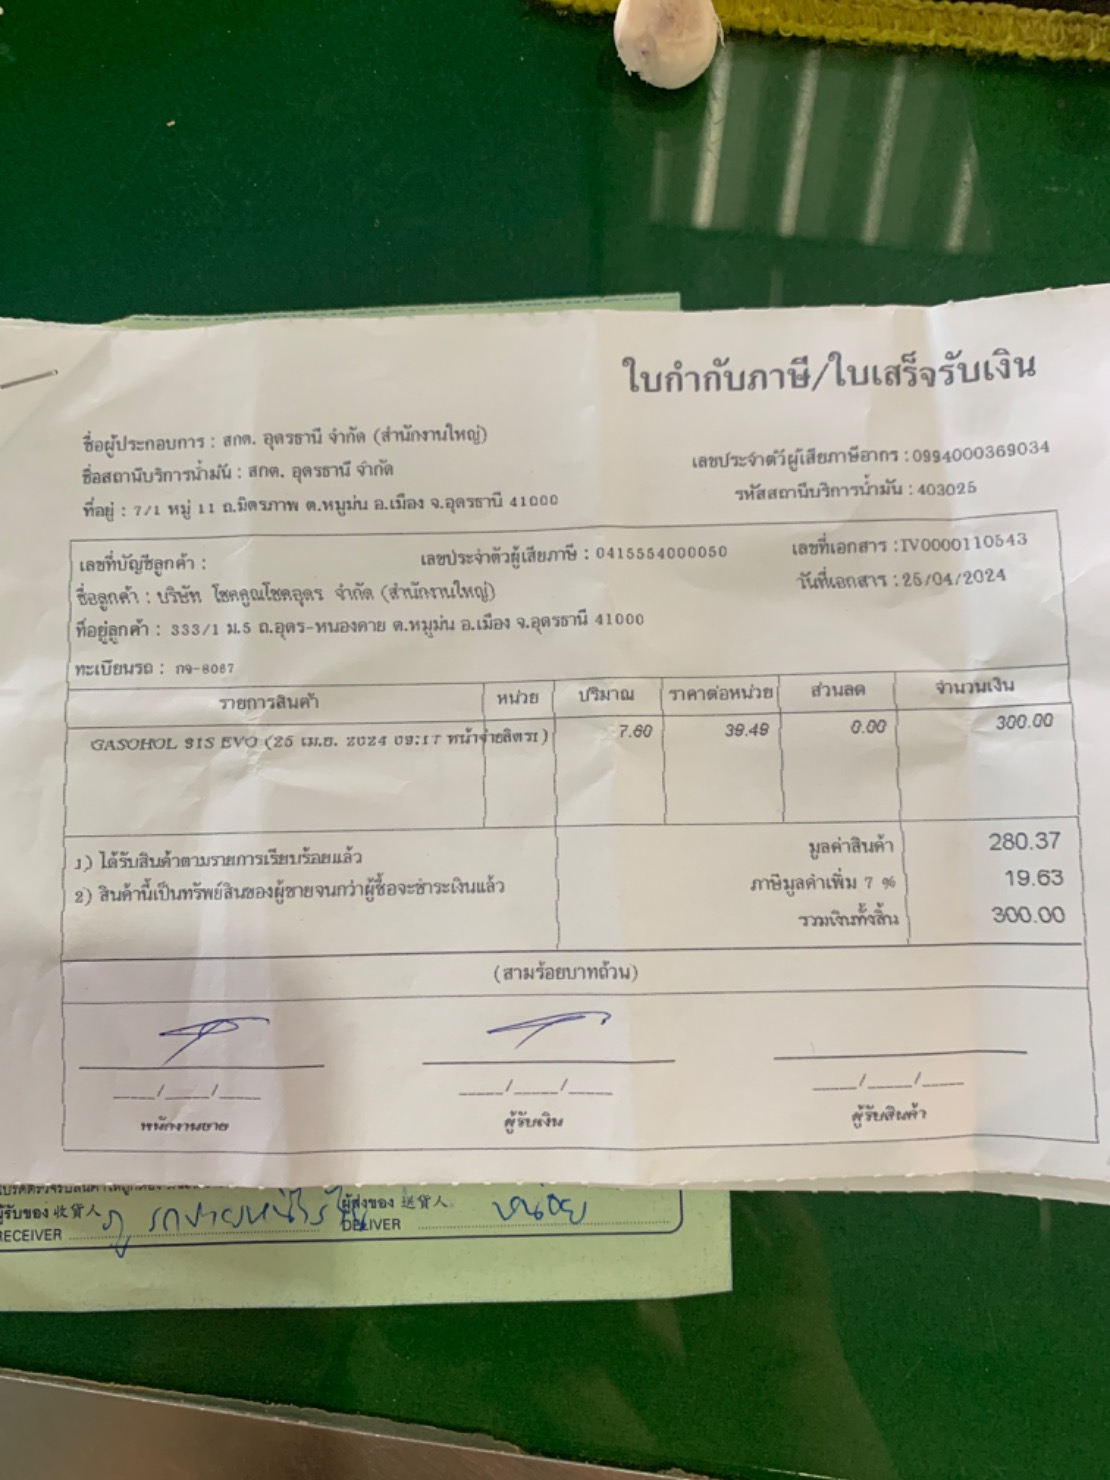 ใบกำกับภาษี/ใบเสร็จรับเงิน
ชื่อผู้ประกอบการ : สกต. อุดรธานี จำกัด (สำนักงานใหญ่)
เลขประจำตัวผู้เสียภาษีอากร : 0994000369034
ชื่อสถานีบริการน้ำมัน : สกต. อุดรธานี จำกัด
รหัสสถานีบริการน้ำมัน : 403025
ที่อยู่ : 7/1 หมู่ 11 ถ.มิตรภาพ ต.หมูม่น อ.เมือง จ.อุดรธานี 41000
เลขที่บัญชีลูกค้า : เลขประจำตัวผู้เสียภาษี : 0415554000050 เลขที่เอกสาร : IV0000110543
ชื่อลูกค้า : บริษัท โชคคูณโชคอุดร จำกัด (สำนักงานใหญ่) วันที่เอกสาร : 25/04/2024
ที่อยู่ลูกค้า : 333/1 ม.5 ถ.อุดร-หนองคาย ต.หมูม่น อ.เมือง จ.อุดรธานี 41000
ทะเบียนรถ : กจ-8067
รายการสินค้า หน่วย ปริมาณ ราคาต่อหน่วย ส่วนลด จำนวนเงิน
GASOHOL 91S EVO (25 เม.ย. 2024 09:17 หน้าจ่ายลิตร1) 7.60 39.49 0.00 300.00
1) ได้รับสินค้าตามรายการเรียบร้อยแล้ว มูลค่าสินค้า 280.37
2) สินค้านี้เป็นทรัพย์สินของผู้ขายจนกว่าผู้ซื้อจะชำระเงินแล้ว ภาษีมูลค่าเพิ่ม 7 % 19.63
รวมเงินทั้งสิ้น 300.00
(สามร้อยบาทถ้วน)
____/____/____ ____/____/____ ____/____/____
พนักงานขาย ผู้รับเงิน ผู้รับสินค้า
ผู้รับของ 收貨人 ผู้ส่งของ 送貨人
RECEIVER DELIVER หน่อย